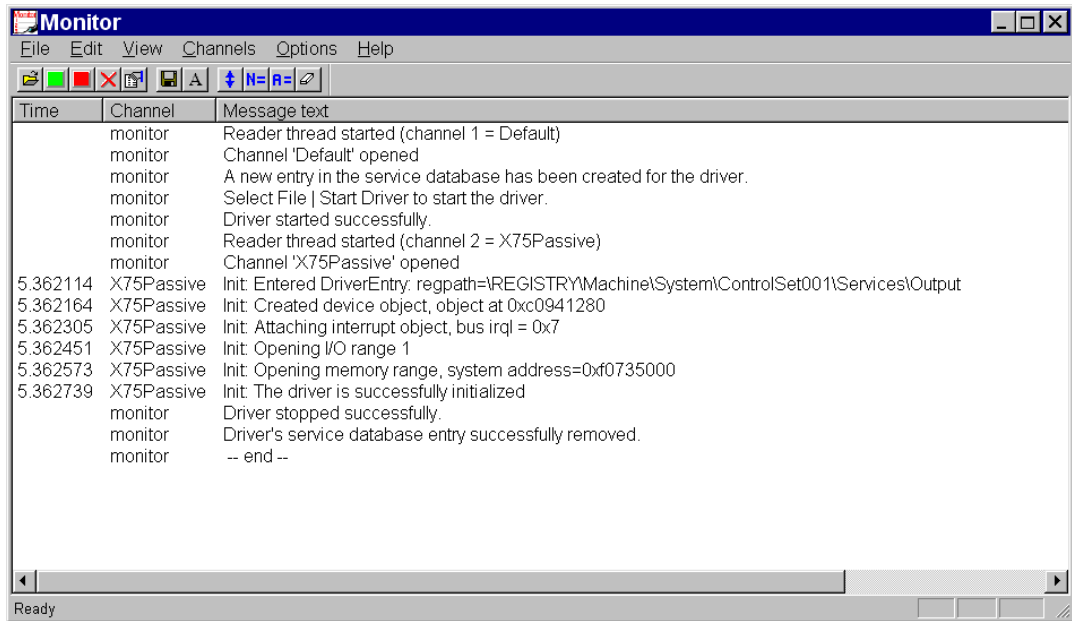 Monitor
File Edit View Channels Options Help
A N= A=
Time Channel Message text
monitor Reader thread started (channel 1 = Default)
monitor Channel 'Default' opened
monitor A new entry in the service database has been created for the driver.
monitor Select File | Start Driver to start the driver.
monitor Driver started successfully.
monitor Reader thread started (channel 2 = X75Passive)
monitor Channel 'X75Passive' opened
5.362114 X75Passive Init: Entered DriverEntry: regpath=\REGISTRY\Machine\System\ControlSet001\Services\Output
5.362164 X75Passive Init: Created device object, object at 0xc0941280
5.362305 X75Passive Init: Attaching interrupt object, bus irql = 0x7
5.362451 X75Passive Init: Opening I/O range 1
5.362573 X75Passive Init: Opening memory range, system address=0xf0735000
5.362739 X75Passive Init: The driver is successfully initialized
monitor Driver stopped successfully.
monitor Driver's service database entry successfully removed.
monitor -- end --
Ready